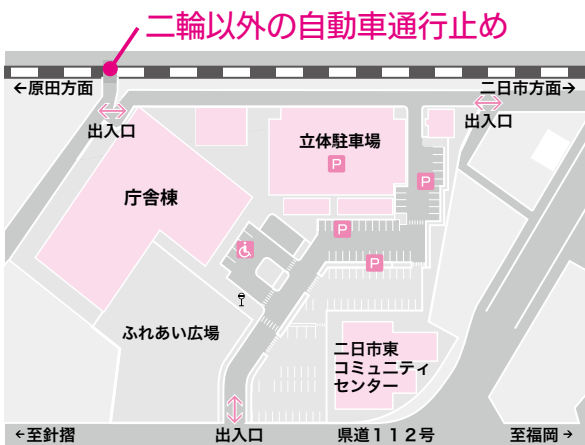 二輪以外の自動車通行止め
←原田方面
二日市方面→
出入口
出入口
立体駐車場
P
P
庁舎棟
P
P
ふれあい広場
二日市東
コミュニティ
センター
←至針摺
出入口
県道１１２号
至福岡→